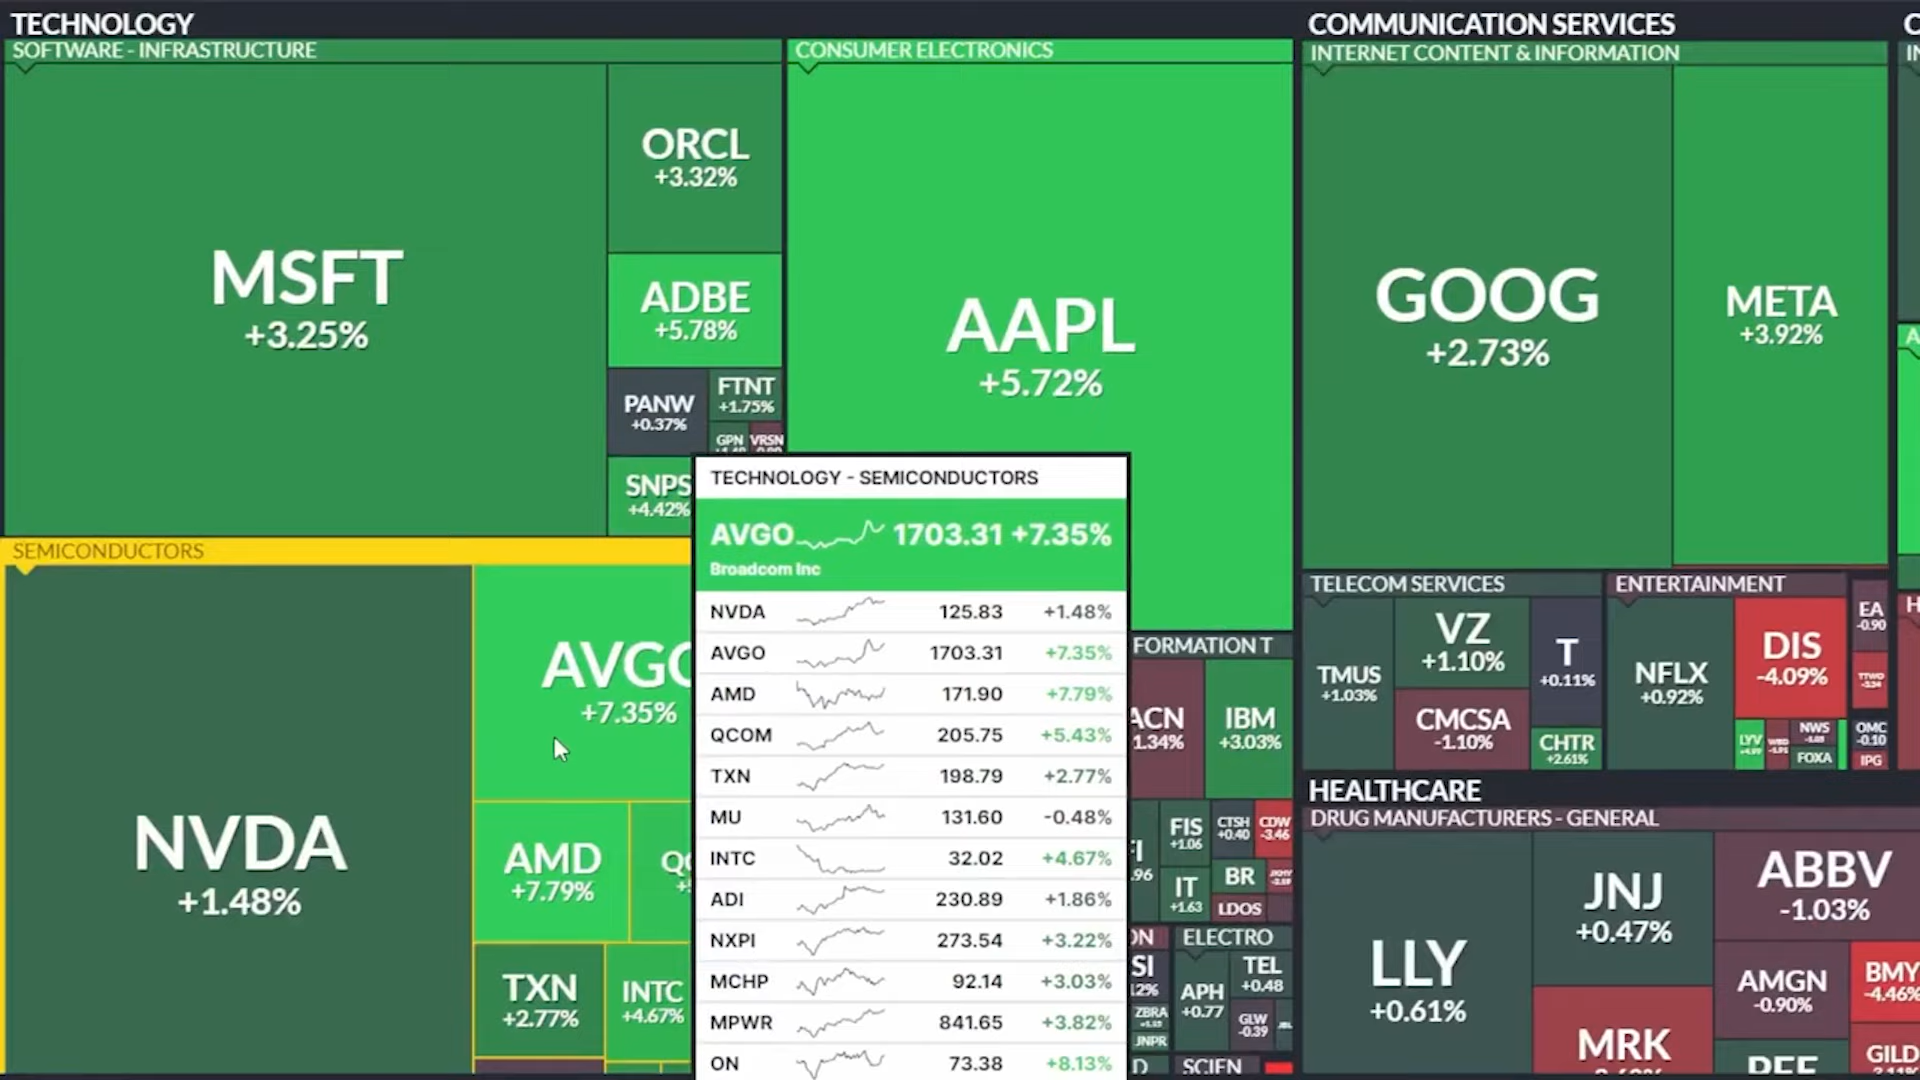 TECHNOLOGY
SOFTWARE - INFRASTRUCTURE
MSFT
+3.25%
ORCL
+3.32%
ADBE
+5.78%
PANW
+0.37%
FTNT
+1.75%
GPN
VRSN
SNPS
+4.42%
CONSUMER ELECTRONICS
AAPL
+5.72%
SEMICONDUCTORS
NVDA
+1.48%
AVGO
+7.35%
AMD
+7.79%
TXN
+2.77%
INTC
+4.67%
TECHNOLOGY - SEMICONDUCTORS
AVGO 1703.31 +7.35%
Broadcom Inc
NVDA 125.83 +1.48%
AVGO 1703.31 +7.35%
AMD 171.90 +7.79%
QCOM 205.75 +5.43%
TXN 198.79 +2.77%
MU 131.60 -0.48%
INTC 32.02 +4.67%
ADI 230.89 +1.86%
NXPI 273.54 +3.22%
MCHP 92.14 +3.03%
MPWR 841.65 +3.82%
ON 73.38 +8.13%
FORMATION T
ACN
1.34%
IBM
+3.03%
FIS
+1.06
CTSH
+0.40
CDW
-3.46
.96
IT
+1.63
BR
LDOS
ON
ELECTRO
SI
12%
APH
+0.77
TEL
+0.48
ZBRA
GLW
-0.39
JNPR
D
SCIEN
COMMUNICATION SERVICES
INTERNET CONTENT & INFORMATION
GOOG
+2.73%
META
+3.92%
TELECOM SERVICES
TMUS
+1.03%
VZ
+1.10%
T
+0.11%
CMCSA
-1.10%
CHTR
+2.61%
ENTERTAINMENT
NFLX
+0.92%
DIS
-4.09%
LYV
NWS
FOXA
EA
-0.90
TTWO
OMC
-0.10
IPG
HEALTHCARE
DRUG MANUFACTURERS - GENERAL
LLY
+0.61%
JNJ
+0.47%
MRK
ABBV
-1.03%
AMGN
-0.90%
BMY
-4.46%
PFE
GILD
C
IN
A
H